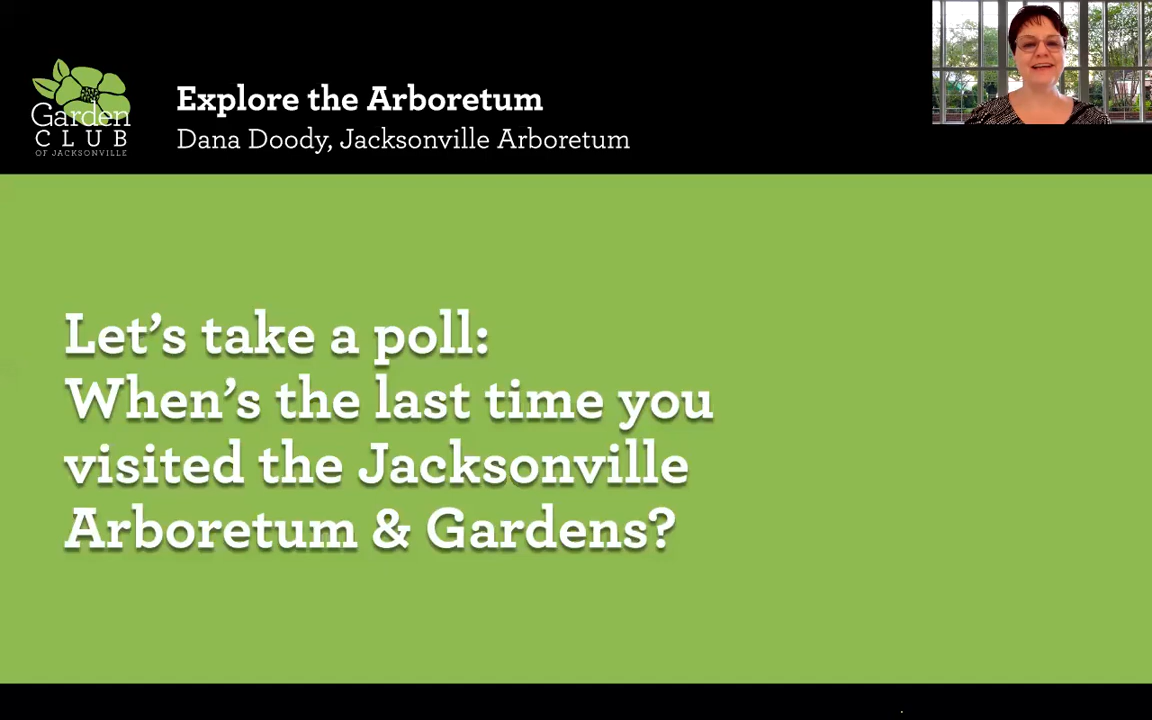 Garden
CLUB
OF JACKSONVILLE
Explore the Arboretum
Dana Doody, Jacksonville Arboretum
Let’s take a poll:
When’s the last time you
visited the Jacksonville
Arboretum & Gardens?